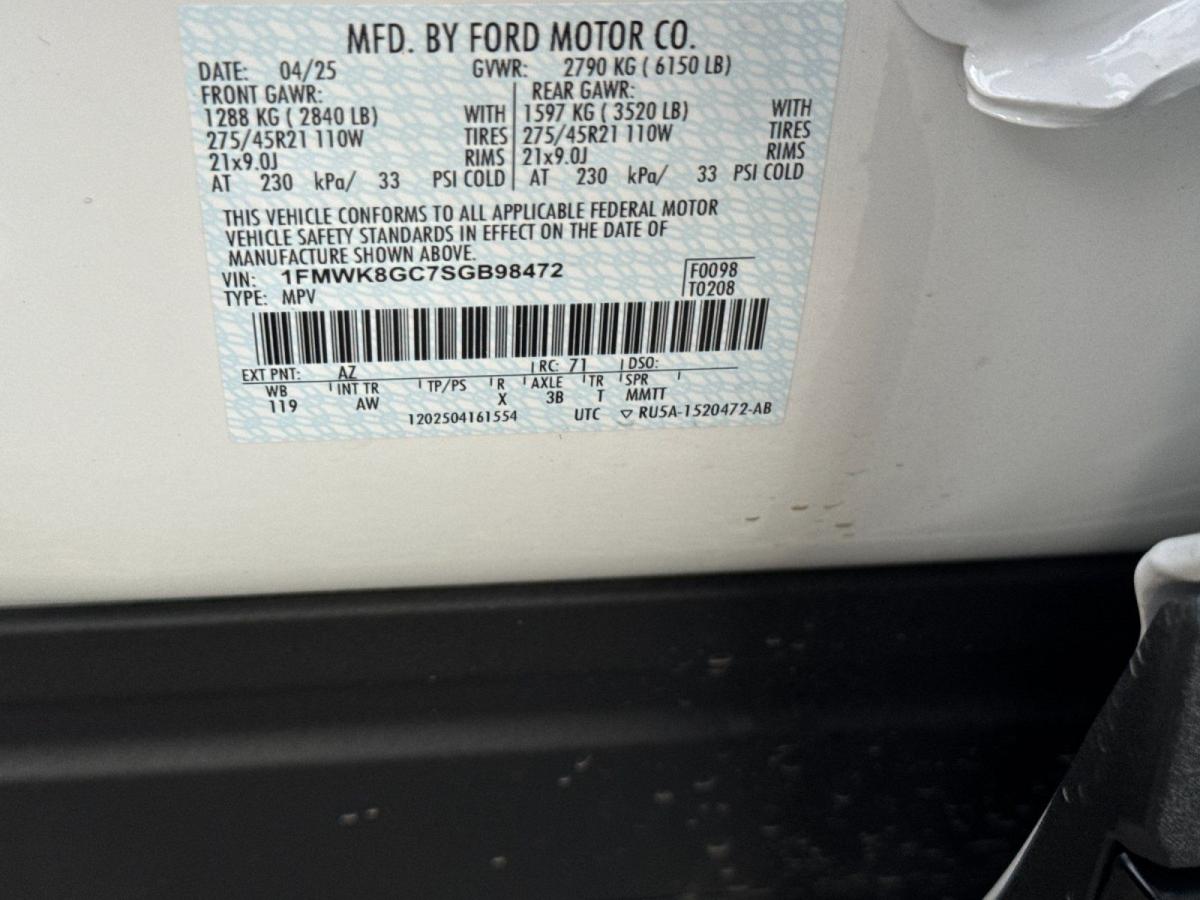 MFD. BY FORD MOTOR CO.
DATE: 04/25 GVWR: 2790 KG ( 6150 LB)
FRONT GAWR: REAR GAWR:
1288 KG ( 2840 LB) WITH 1597 KG ( 3520 LB) WITH
275/45R21 110W TIRES 275/45R21 110W TIRES
21x9.0J RIMS 21x9.0J RIMS
AT 230 kPa/ 33 PSI COLD AT 230 kPa/ 33 PSI COLD
THIS VEHICLE CONFORMS TO ALL APPLICABLE FEDERAL MOTOR
VEHICLE SAFETY STANDARDS IN EFFECT ON THE DATE OF
MANUFACTURE SHOWN ABOVE.
VIN: 1FMWK8GC7SGB98472 F0098
TYPE: MPV T0208
EXT PNT: AZ RC: 71 DSO:
WB INT TR TP/PS R AXLE TR SPR
119 AW X 3B T MMTT
1202504161554 UTC ▽ RU5A-1520472-AB